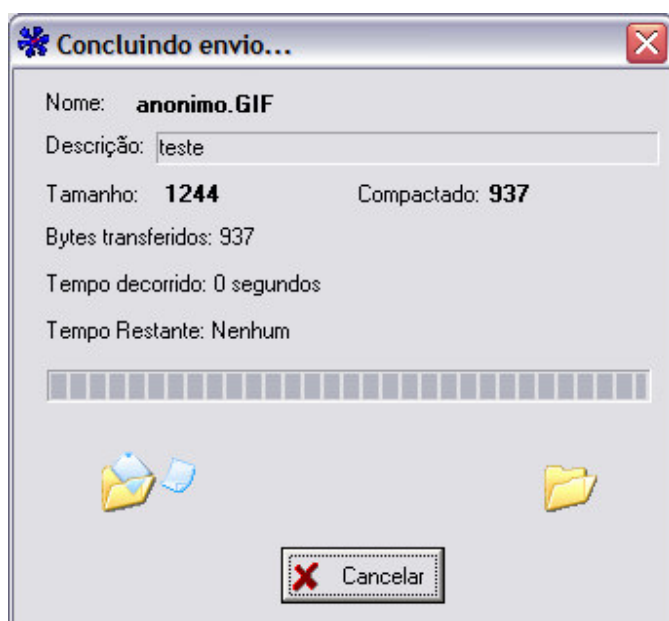 Concluindo envio...
Nome: anonimo.GIF
Descrição: teste
Tamanho: 1244 Compactado: 937
Bytes transferidos: 937
Tempo decorrido: 0 segundos
Tempo Restante: Nenhum
Cancelar